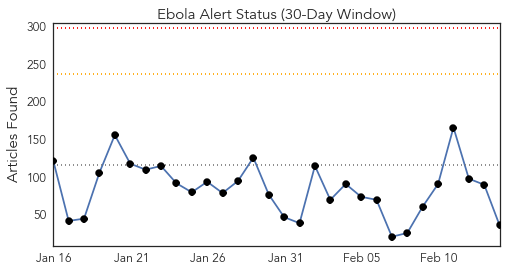 Ebola Alert Status (30-Day Window)
Articles Found
300
250
200
150
100
50
Jan 16
Jan 21
Jan 26
Jan 31
Feb 05
Feb 10